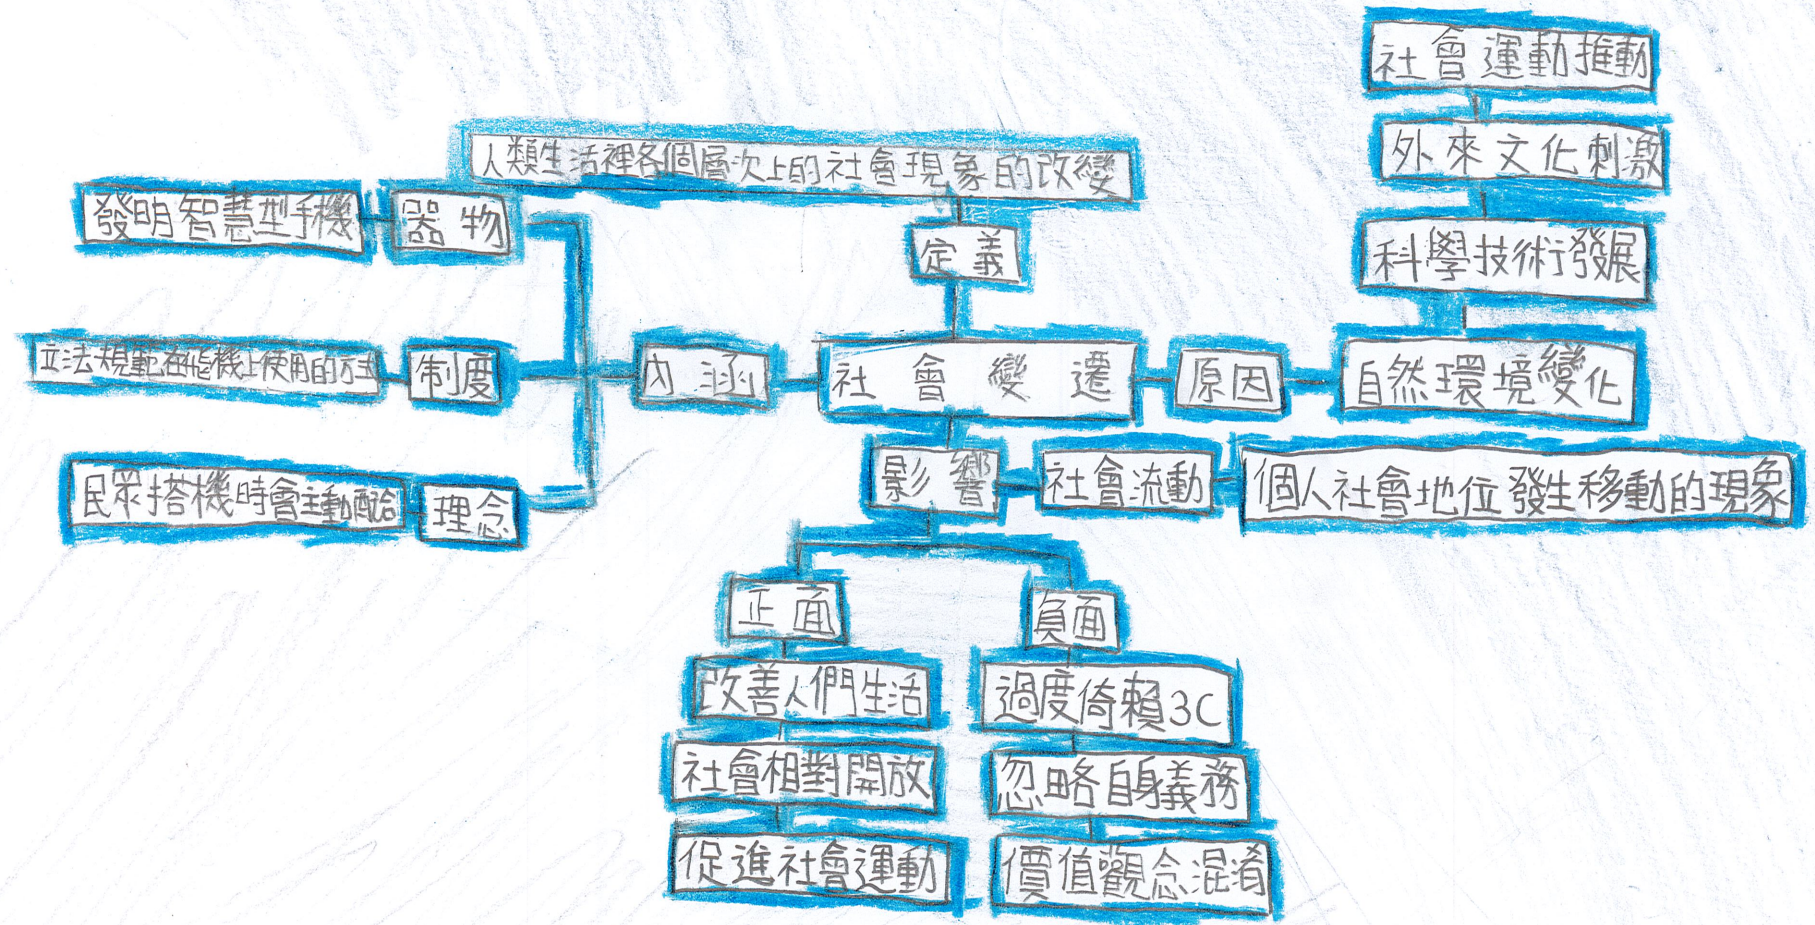 社會運動推動
外來文化刺激
人類生活裡各個層次上的社會現象的改變
發明智慧型手機
器物
定義
科學技術發展
立法規範在飛機上使用的方式
制度
內涵
社會變遷
原因
自然環境變化
民眾搭機時會主動配合
理念
影響
社會流動
個人社會地位發生移動的現象
正面
負面
改善人們生活
過度倚賴3C
社會相對開放
忽略自身義務
促進社會運動
價值觀念混淆